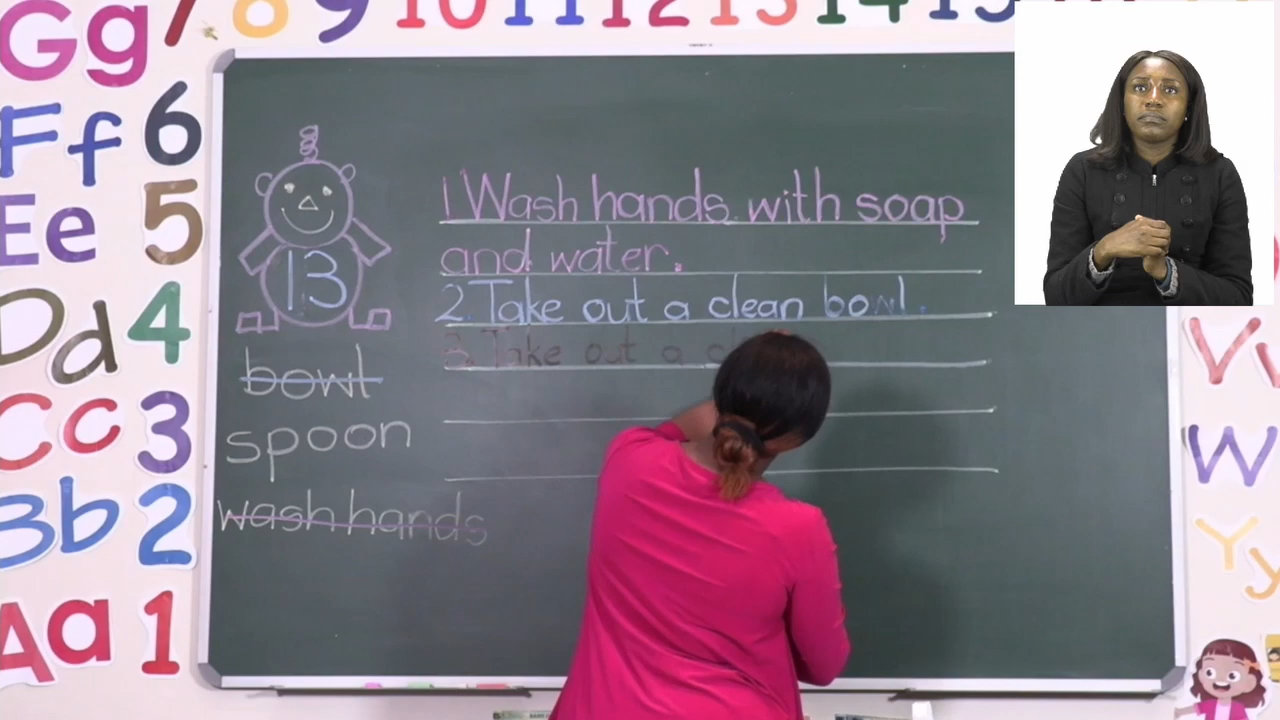 Gg 7 8 9 10 11 12 13 14 15
Ff 6
Ee 5
Dd 4
Cc 3
Bb 2
Aa 1
13
bowl
spoon
wash hands
1 Wash hands with soap
and water.
2. Take out a clean bowl.
3. Take out a
V
W
Yy